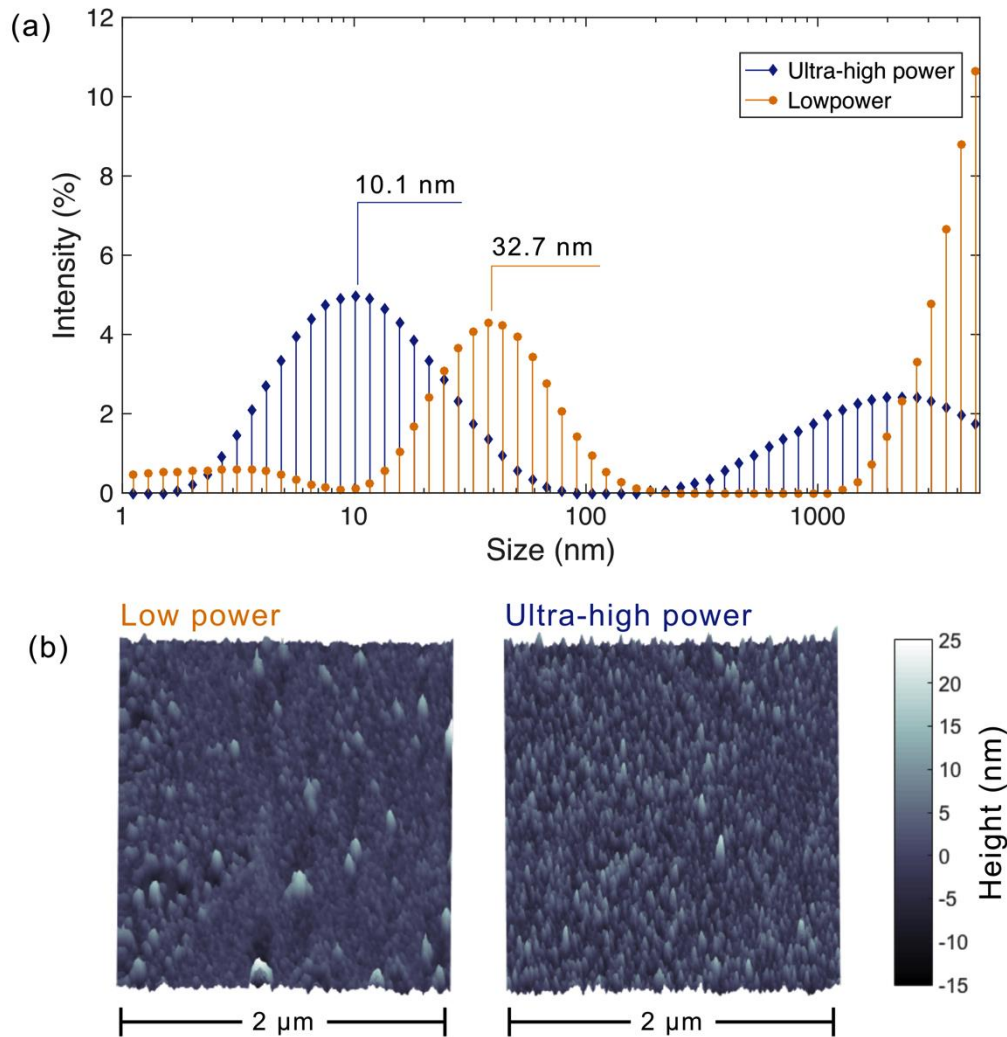 (a)
12
10
8
6
4
2
0
Intensity (%)
Ultra-high power
Lowpower
10.1 nm
32.7 nm
1
10
100
1000
Size (nm)
(b)
Low power
Ultra-high power
25
20
15
10
5
0
-5
-10
-15
Height (nm)
2 μm
2 μm